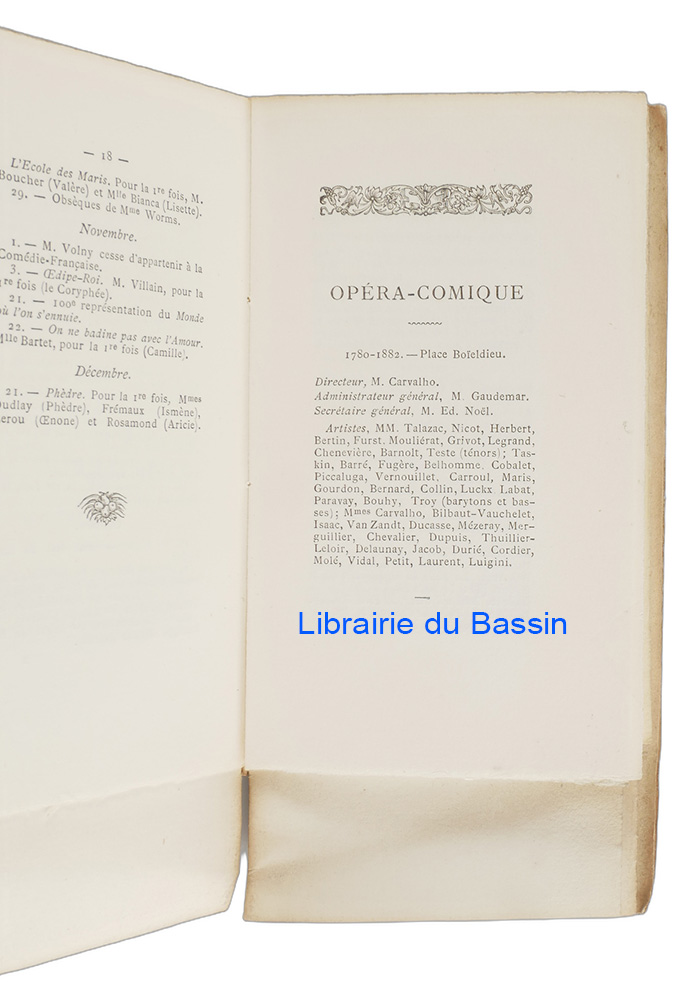 — 18 —
L'Ecole des Maris. Pour la 1re fois, M.
Boucher (Valère) et Mlle Bianca (Lisette).
29. — Obsèques de Mme Worms.
Novembre.
1. — M. Volny cesse d'appartenir à la
Comédie-Française.
3. — Œdipe-Roi. M. Villain, pour la
1re fois (le Coryphée).
21. — 100e représentation du Monde
où l'on s'ennuie.
22. — On ne badine pas avec l'Amour.
Mlle Bartet, pour la 1re fois (Camille).
Décembre.
21. — Phèdre. Pour la 1re fois, Mmes
Dudlay (Phèdre), Frémaux (Ismène),
erou (Œnone) et Rosamond (Aricie).
OPÉRA-COMIQUE
1780-1882. — Place Boïeldieu.
Directeur, M. Carvalho.
Administrateur général, M. Gaudemar.
Secrétaire général, M. Ed. Noël.
Artistes, MM. Talazac, Nicot, Herbert,
Bertin, Furst. Mouliérat, Grivot, Legrand,
Chenevière, Barnolt, Teste (ténors); Tas-
kin, Barré, Fugère, Belhomme, Cobalet,
Piccaluga, Vernouillet, Carroul, Maris,
Gourdon, Bernard, Collin, Luckx, Labat,
Paravay, Bouhy, Troy (barytons et bas-
ses); Mmes Carvalho, Bilbaut-Vauchelet,
Isaac, Van Zandt, Ducasse, Mézeray, Mer-
guillier, Chevalier, Dupuis, Thuillier-
Leloir, Delaunay, Jacob, Durié, Cordier,
Molé, Vidal, Petit, Laurent, Luigini.
Librairie du Bassin